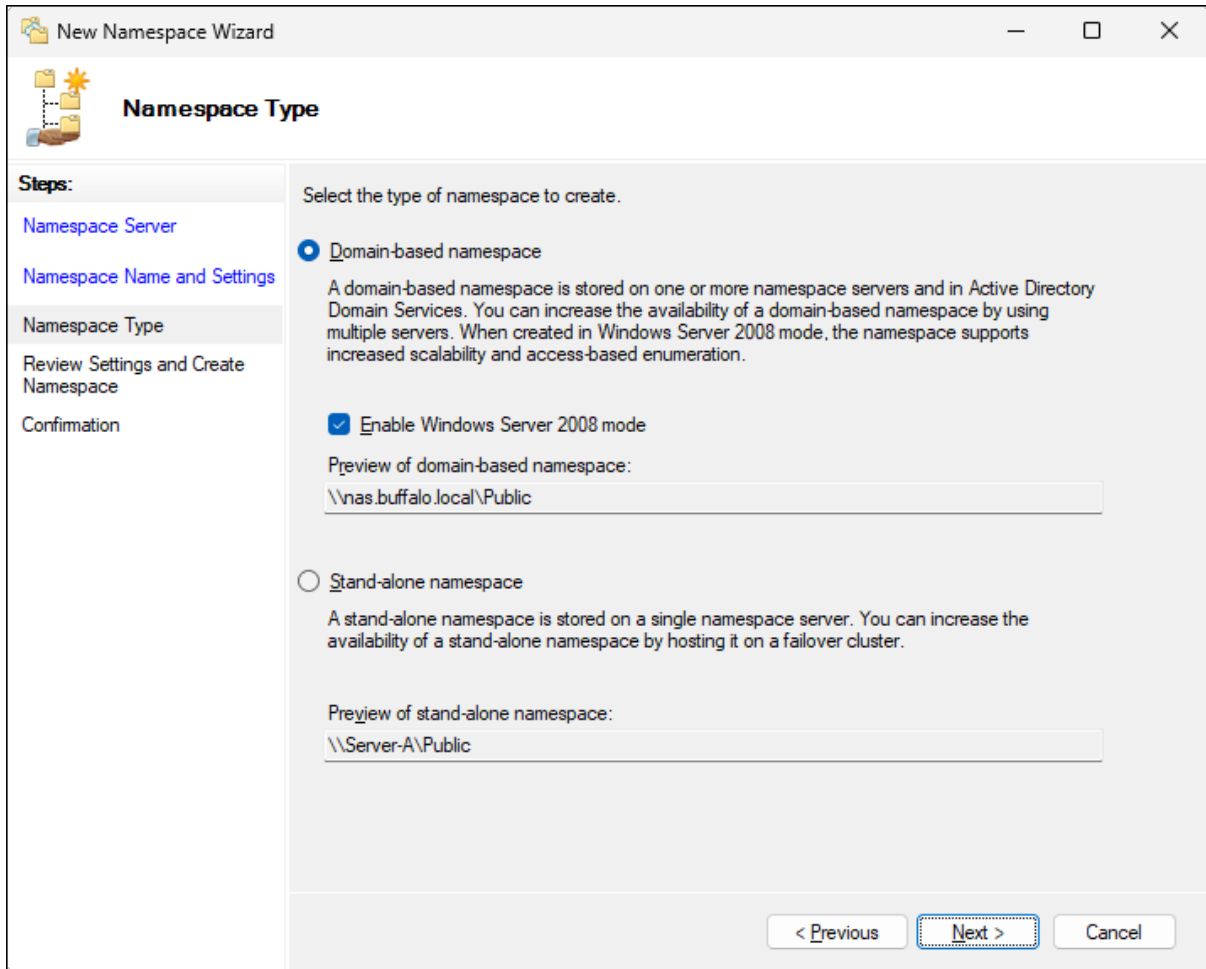 New Namespace Wizard
Namespace Type
Steps:
Namespace Server
Namespace Name and Settings
Namespace Type
Review Settings and Create
Namespace
Confirmation
Select the type of namespace to create.
Domain-based namespace
A domain-based namespace is stored on one or more namespace servers and in Active Directory
Domain Services. You can increase the availability of a domain-based namespace by using
multiple servers. When created in Windows Server 2008 mode, the namespace supports
increased scalability and access-based enumeration.
Enable Windows Server 2008 mode
Preview of domain-based namespace:
\\nas.buffalo.local\Public
Stand-alone namespace
A stand-alone namespace is stored on a single namespace server. You can increase the
availability of a stand-alone namespace by hosting it on a failover cluster.
Preview of stand-alone namespace:
\\Server-A\Public
< Previous
Next >
Cancel